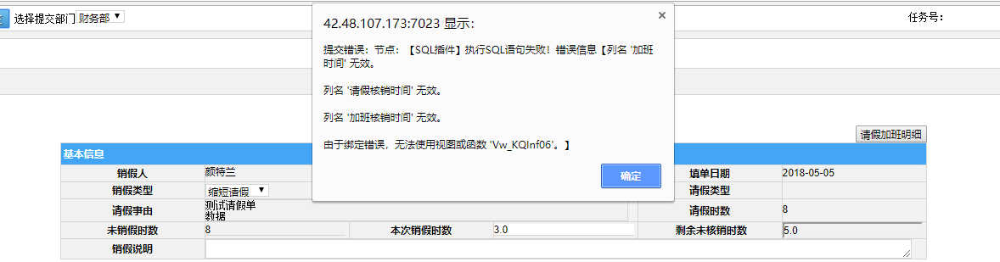 选择提交部门 财务部
任务号：
42.48.107.173:7023 显示：
提交错误：节点：【SQL插件】执行SQL语句失败！错误信息【列名 '加班
时间' 无效。
列名 '请假核销时间' 无效。
列名 '加班核销时间' 无效。
由于绑定错误，无法使用视图或函数 'Vw_KQInf06'。】
确定
请假加班明细
基本信息
销假人 颜特兰 填单日期 2018-05-05
销假类型 缩短请假 请假类型
请假事由 测试请假单
数据 请假时数 8
未销假时数 8 本次销假时数 3.0 剩余未核销时数 5.0
销假说明